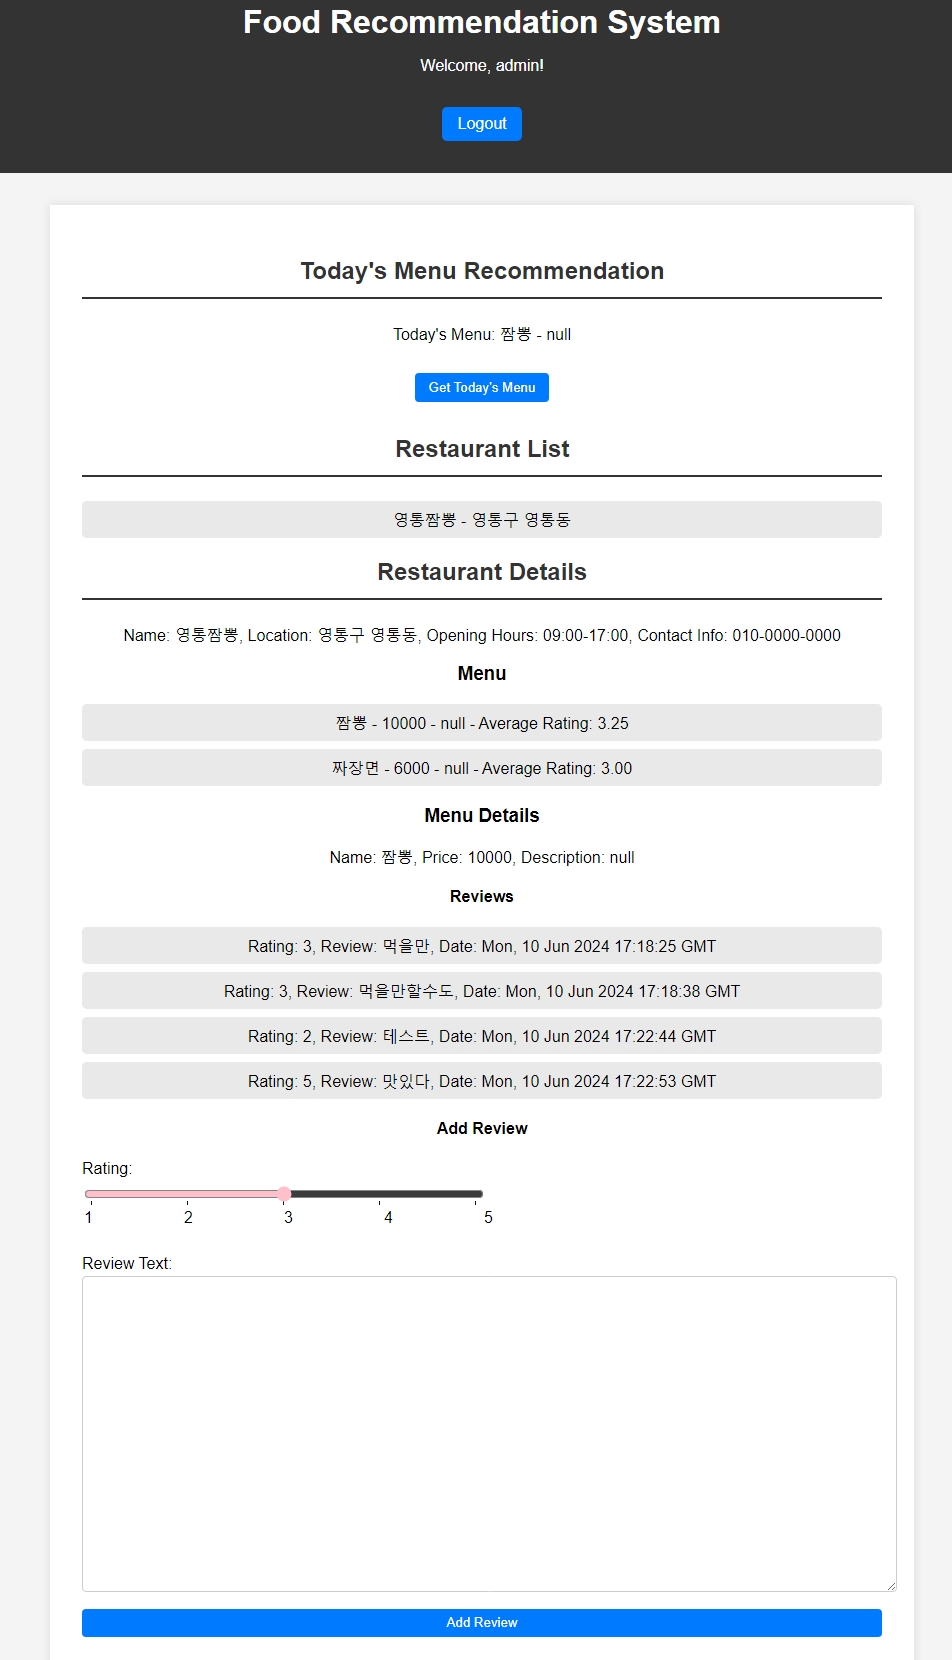 Food Recommendation System
Welcome, admin!
Logout
Today's Menu Recommendation
Today's Menu: 짬뽕 - null
Get Today's Menu
Restaurant List
영통짬뽕 - 영통구 영통동
Restaurant Details
Name: 영통짬뽕, Location: 영통구 영통동, Opening Hours: 09:00-17:00, Contact Info: 010-0000-0000
Menu
짬뽕 - 10000 - null - Average Rating: 3.25
짜장면 - 6000 - null - Average Rating: 3.00
Menu Details
Name: 짬뽕, Price: 10000, Description: null
Reviews
Rating: 3, Review: 먹을만, Date: Mon, 10 Jun 2024 17:18:25 GMT
Rating: 3, Review: 먹을만할수도, Date: Mon, 10 Jun 2024 17:18:38 GMT
Rating: 2, Review: 테스트, Date: Mon, 10 Jun 2024 17:22:44 GMT
Rating: 5, Review: 맛있다, Date: Mon, 10 Jun 2024 17:22:53 GMT
Add Review
Rating:
1 2 3 4 5
Review Text:
Add Review